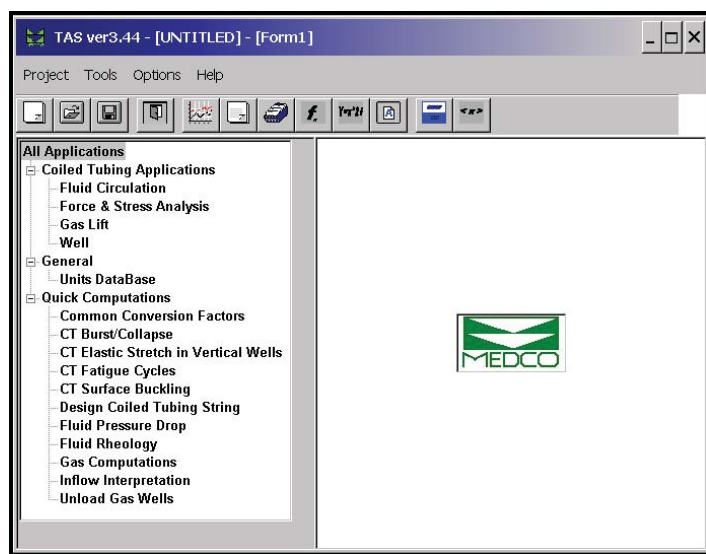 TAS ver3.44 - [UNTITLED] - [Form1]
Project Tools Options Help
All Applications
Coiled Tubing Applications
Fluid Circulation
Force & Stress Analysis
Gas Lift
Well
General
Units DataBase
Quick Computations
Common Conversion Factors
CT Burst/Collapse
CT Elastic Stretch in Vertical Wells
CT Fatigue Cycles
CT Surface Buckling
Design Coiled Tubing String
Fluid Pressure Drop
Fluid Rheology
Gas Computations
Inflow Interpretation
Unload Gas Wells
MEDCO